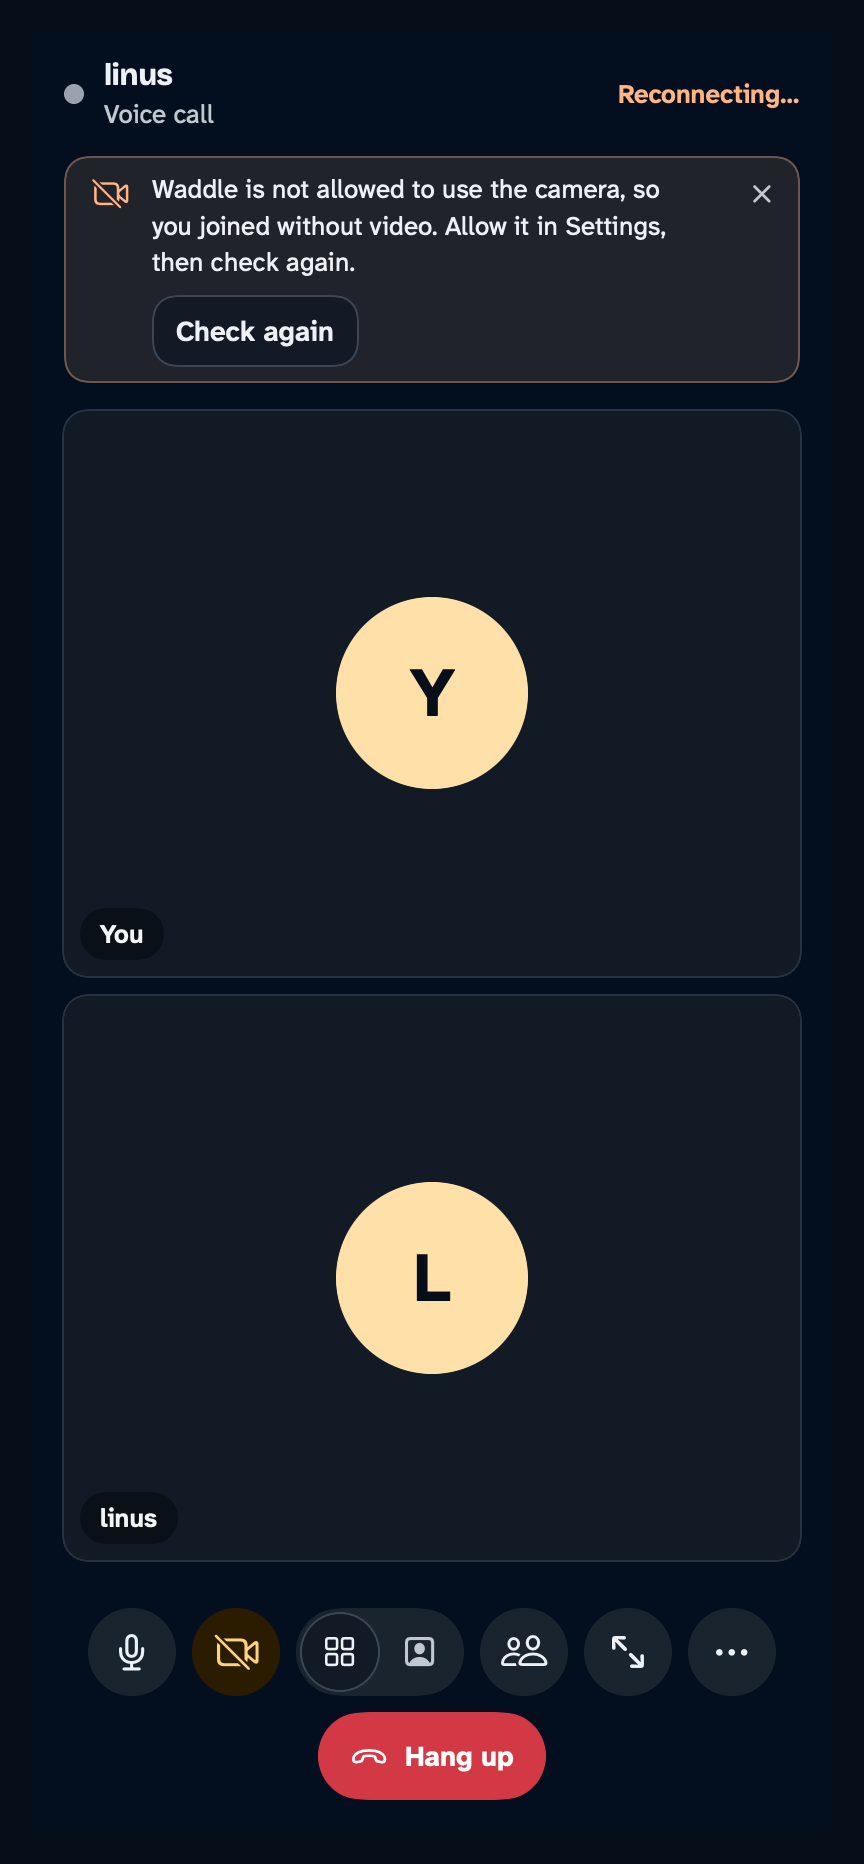 linus
Voice call
Reconnecting...
Waddle is not allowed to use the camera, so
you joined without video. Allow it in Settings,
then check again.
Check again
Y
You
L
linus
Hang up